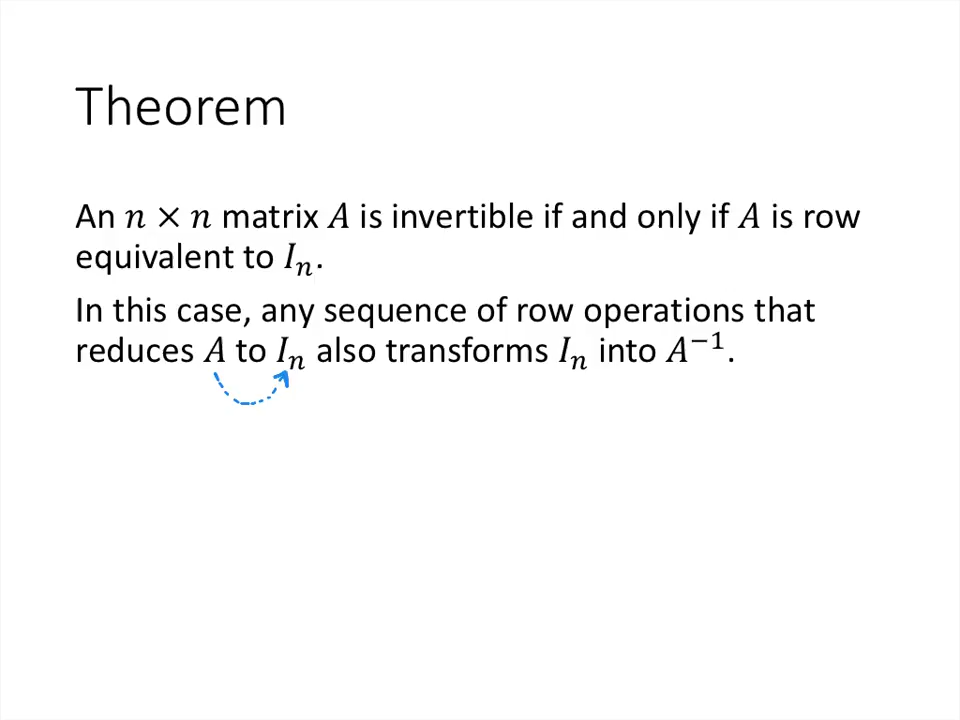 Theorem
An 𝑛 × 𝑛 matrix 𝐴 is invertible if and only if 𝐴 is row
equivalent to 𝐼ₙ.
In this case, any sequence of row operations that
reduces 𝐴 to 𝐼ₙ also transforms 𝐼ₙ into 𝐴⁻¹.